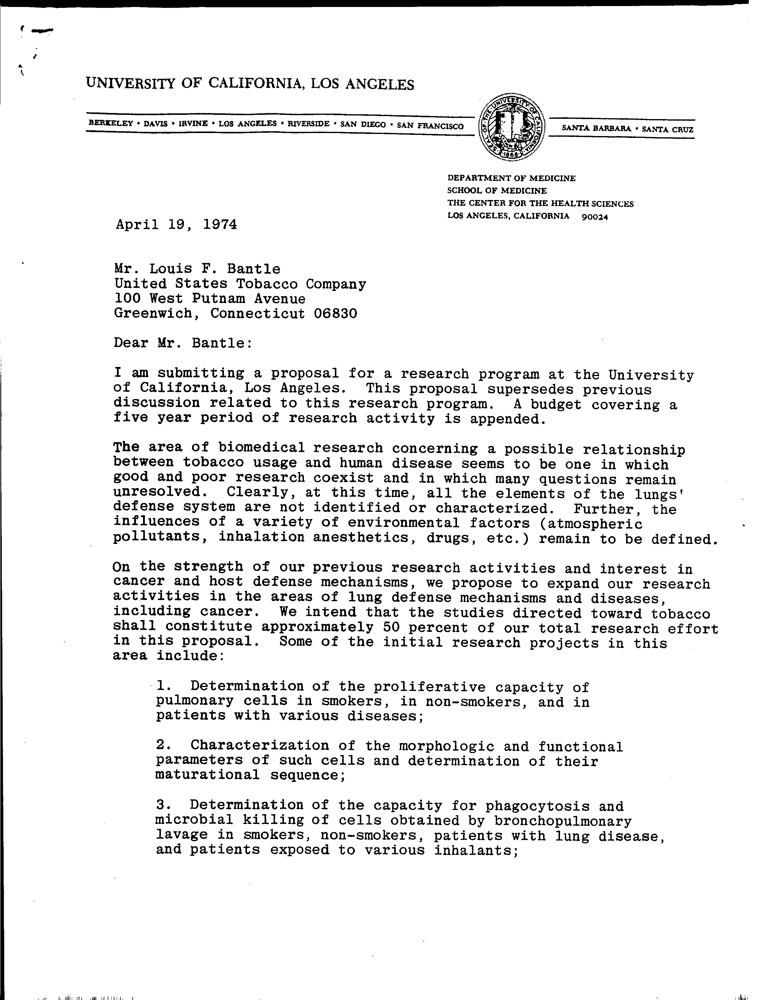 UNIVERSITY OF CALIFORNIA, LOS ANGELES
BERKELEY • DAVIS • IRVINE • LOS ANGELES • RIVERSIDE • SAN DIEGO • SAN FRANCISCO
SANTA BARBARA • SANTA CRUZ
DEPARTMENT OF MEDICINE
SCHOOL OF MEDICINE
THE CENTER FOR THE HEALTH SCIENCES
LOS ANGELES, CALIFORNIA 90024
April 19, 1974
Mr. Louis F. Bantle
United States Tobacco Company
100 West Putnam Avenue
Greenwich, Connecticut 06830
Dear Mr. Bantle:
I am submitting a proposal for a research program at the University
of California, Los Angeles. This proposal supersedes previous
discussion related to this research program. A budget covering a
five year period of research activity is appended.
The area of biomedical research concerning a possible relationship
between tobacco usage and human disease seems to be one in which
good and poor research coexist and in which many questions remain
unresolved. Clearly, at this time, all the elements of the lungs'
defense system are not identified or characterized. Further, the
influences of a variety of environmental factors (atmospheric
pollutants, inhalation anesthetics, drugs, etc.) remain to be defined.
On the strength of our previous research activities and interest in
cancer and host defense mechanisms, we propose to expand our research
activities in the areas of lung defense mechanisms and diseases,
including cancer. We intend that the studies directed toward tobacco
shall constitute approximately 50 percent of our total research effort
in this proposal. Some of the initial research projects in this
area include:
1. Determination of the proliferative capacity of
pulmonary cells in smokers, in non-smokers, and in
patients with various diseases;
2. Characterization of the morphologic and functional
parameters of such cells and determination of their
maturational sequence;
3. Determination of the capacity for phagocytosis and
microbial killing of cells obtained by bronchopulmonary
lavage in smokers, non-smokers, patients with lung disease,
and patients exposed to various inhalants;